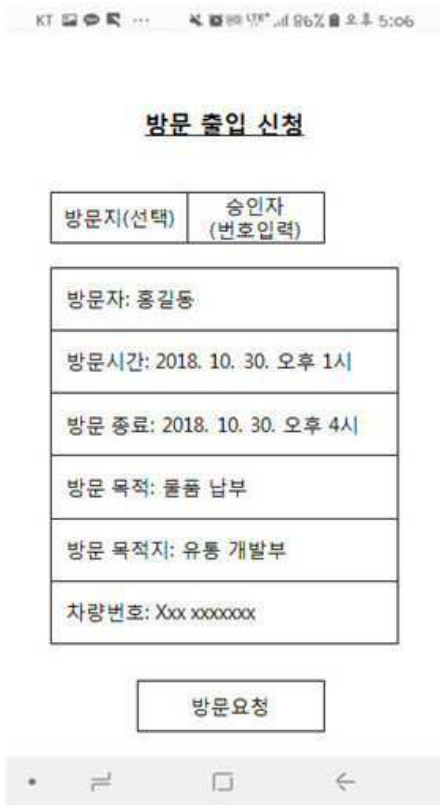 KT ... LTE+ 86% 오후 5:06
방문 출입 신청
방문지(선택)
승인자
(번호입력)
방문자: 홍길동
방문시간: 2018. 10. 30. 오후 1시
방문 종료: 2018. 10. 30. 오후 4시
방문 목적: 물품 납부
방문 목적지: 유통 개발부
차량번호: Xxx xxxxxxx
방문요청